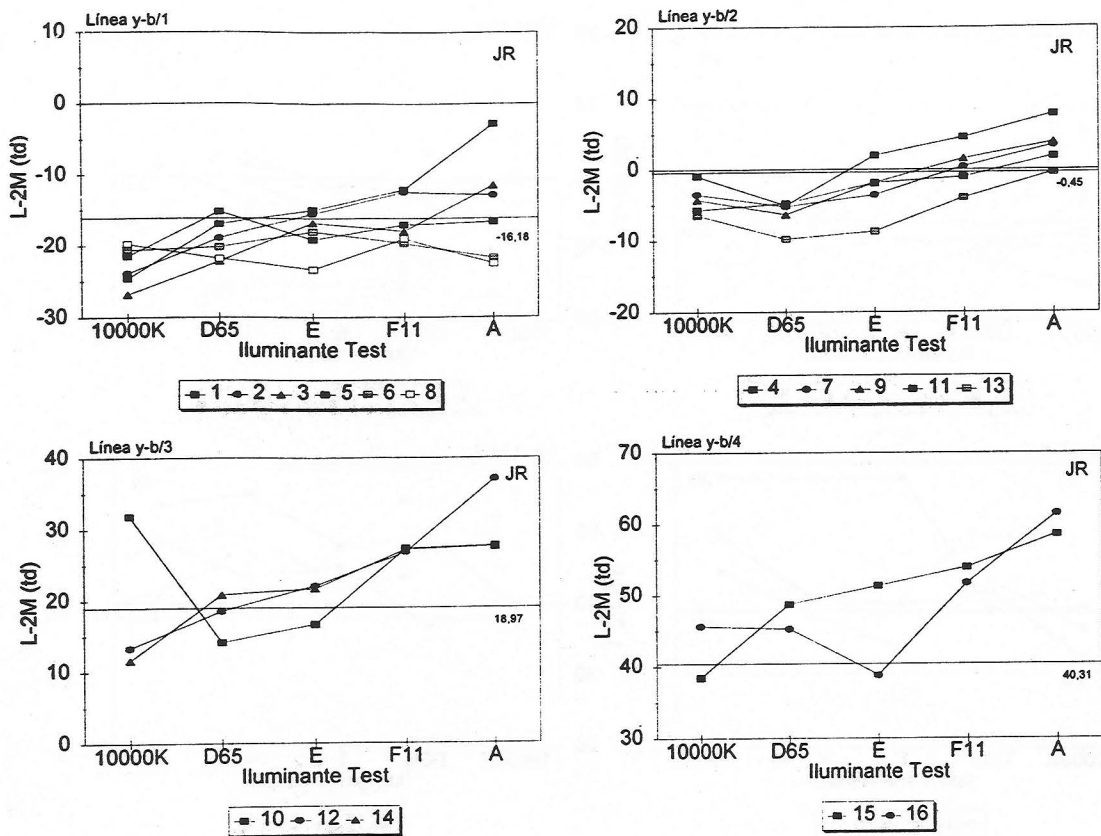 Línea y-b/1
JR
L-2M (td)
10
0
-10
-20
-30
-16,18
10000K D65 E F11 A
Iluminante Test
1 2 3 5 6 8
Línea y-b/2
JR
L-2M (td)
20
10
0
-10
-20
-0,45
10000K D65 E F11 A
Iluminante Test
4 7 9 11 13
Línea y-b/3
JR
L-2M (td)
40
30
20
10
0
18,97
10000K D65 E F11 A
Iluminante Test
10 12 14
Línea y-b/4
JR
L-2M (td)
70
60
50
40
30
40,31
10000K D65 E F11 A
Iluminante Test
15 16